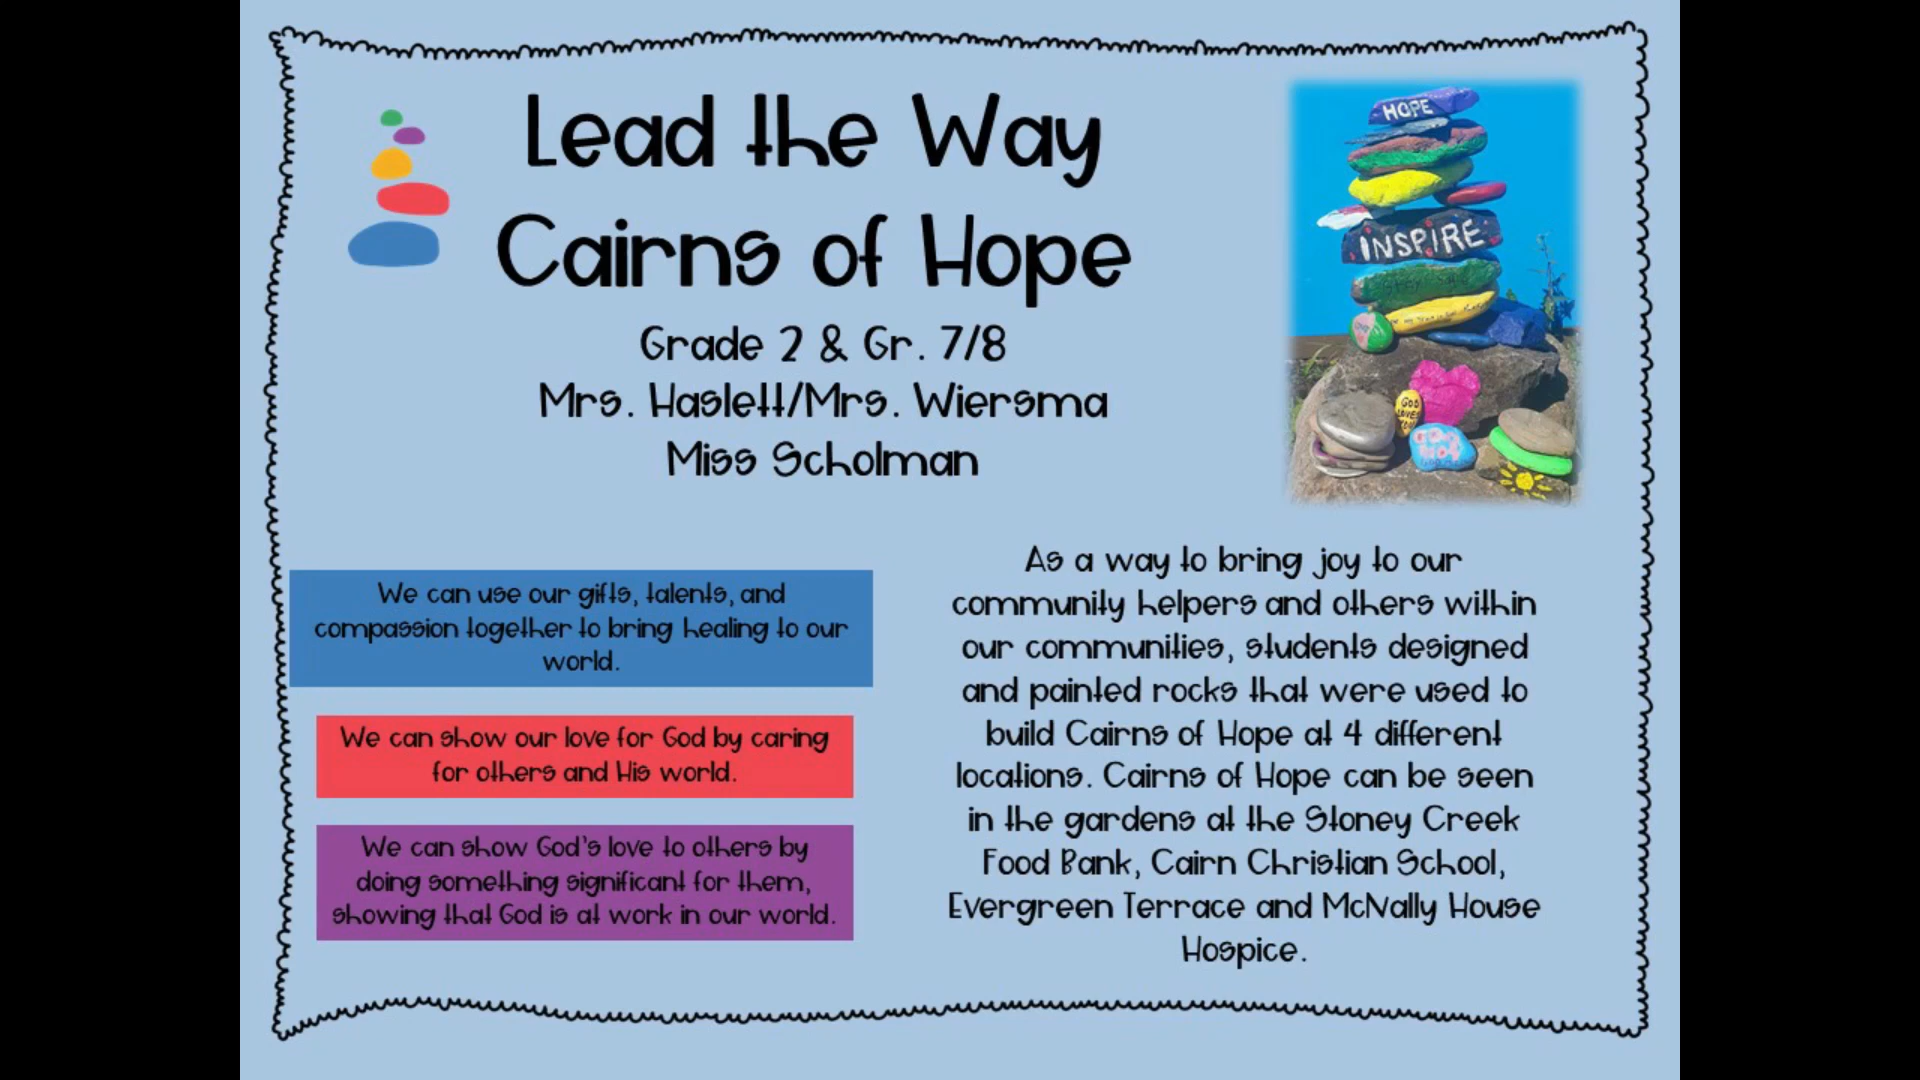 Lead the Way
Cairns of Hope
Grade 2 & Gr. 7/8
Mrs. Haslett/Mrs. Wiersma
Miss Scholman
HOPE
INSPIRE
GOD
LOVES
YOU
We can use our gifts, talents, and
compassion together to bring healing to our
world.
We can show our love for God by caring
for others and His world.
We can show God's love to others by
doing something significant for them,
showing that God is at work in our world.
As a way to bring joy to our
community helpers and others within
our communities, students designed
and painted rocks that were used to
build Cairns of Hope at 4 different
locations. Cairns of Hope can be seen
in the gardens at the Stoney Creek
Food Bank, Cairn Christian School,
Evergreen Terrace and McNally House
Hospice.